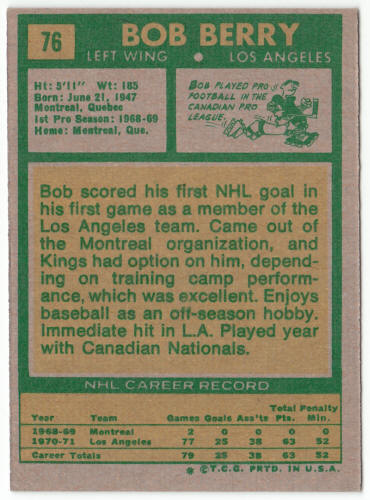 76
BOB BERRY
LEFT WING • LOS ANGELES
Ht: 5'11" Wt: 185
Born: June 21, 1947
Montreal, Quebec
1st Pro Season: 1968-69
Home: Montreal, Que.
BOB PLAYED PRO
FOOTBALL IN THE
CANADIAN PRO
LEAGUE.
Bob scored his first NHL goal in
his first game as a member of the
Los Angeles team. Came out of
the Montreal organization, and
Kings had option on him, depend-
ing on training camp perform-
ance, which was excellent. Enjoys
baseball as an off-season hobby.
Immediate hit in L.A. Played year
with Canadian Nationals.
NHL CAREER RECORD
Total Penalty
Year Team Games Goals Ass'ts Pts. Min.
1968-69 Montreal 2 0 0 0 0
1970-71 Los Angeles 77 25 38 63 52
Career Totals 79 25 38 63 52
* © T.C.G. PRTD. IN U.S.A.